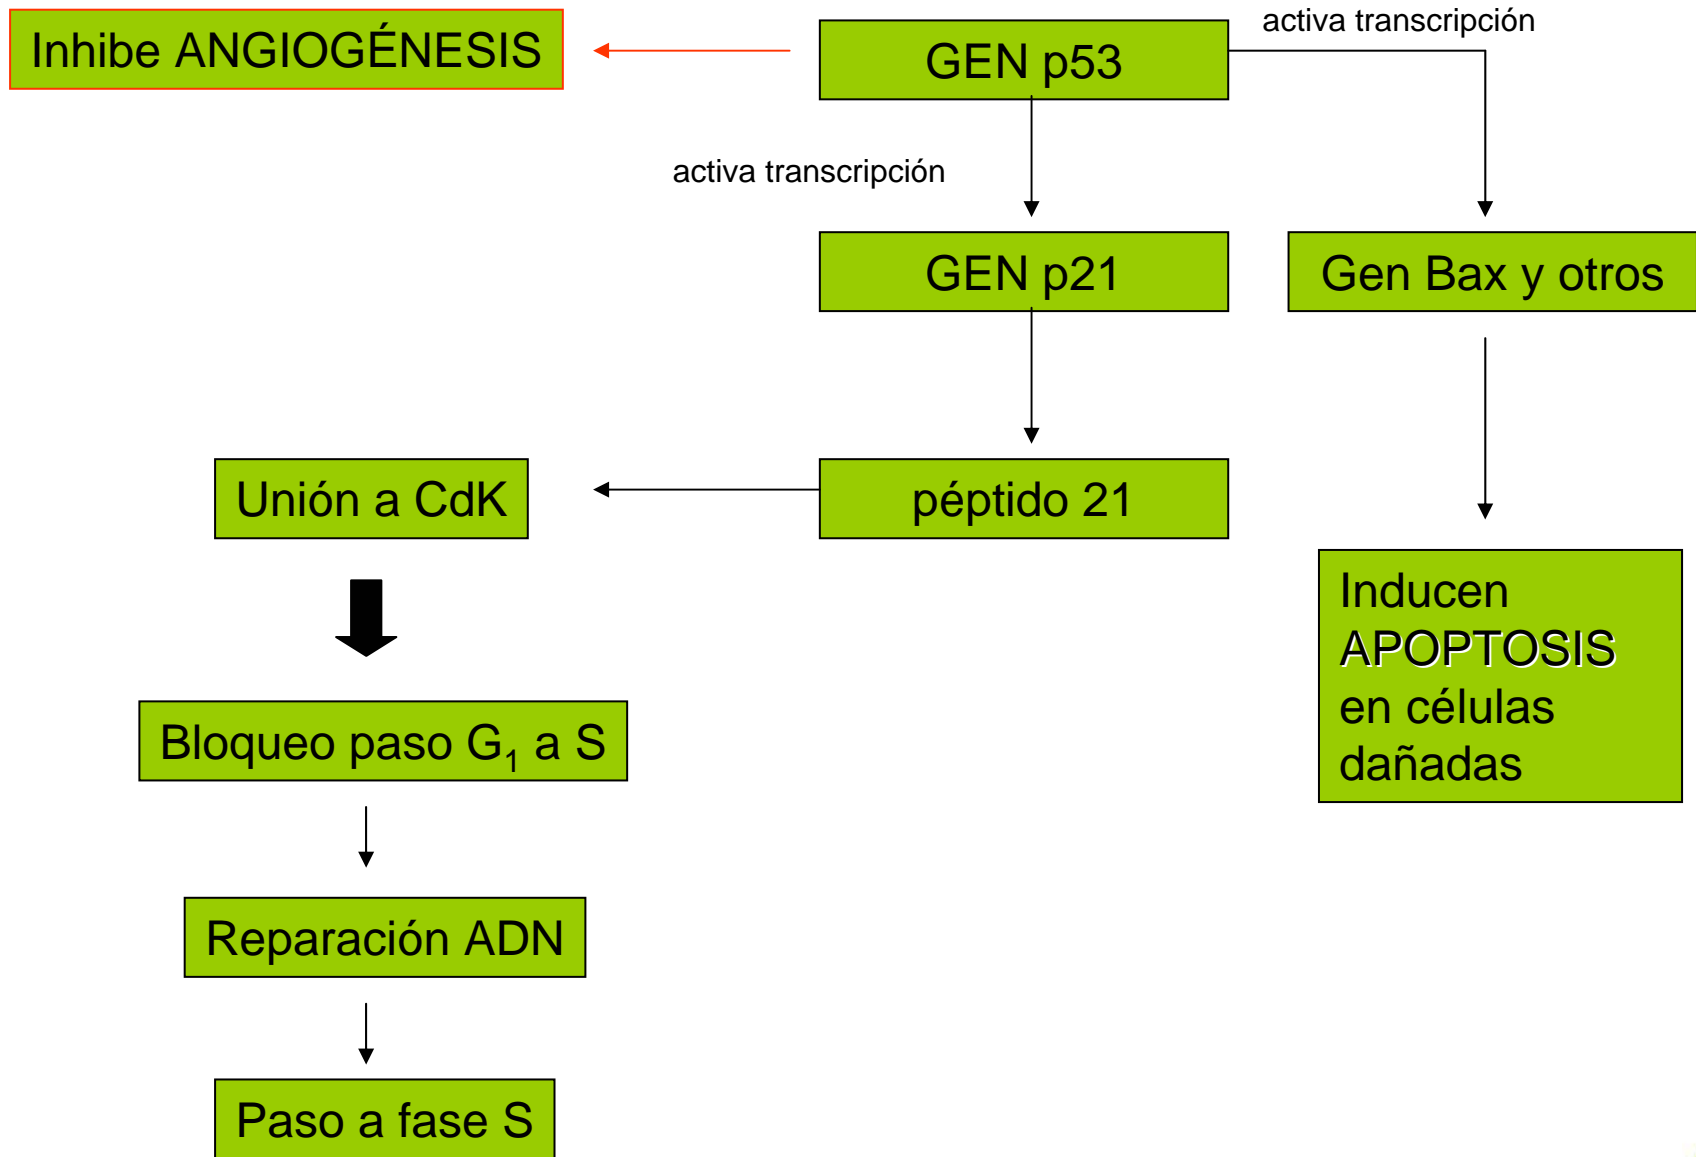 activa transcripción
Inhibe ANGIOGÉNESIS
GEN p53
activa transcripción
GEN p21
Gen Bax y otros
Unión a CdK
péptido 21
Inducen
APOPTOSIS
en células
dañadas
Bloqueo paso G₁ a S
Reparación ADN
Paso a fase S